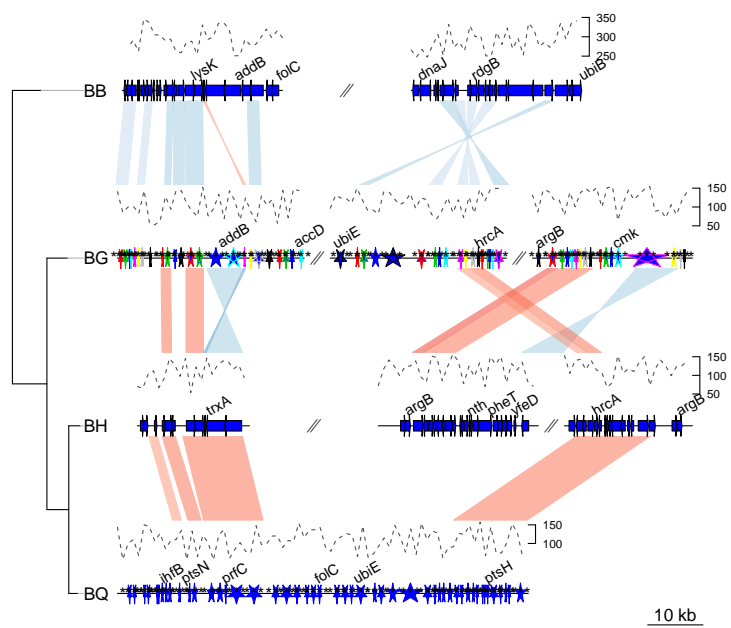 350
300
250
BB
lysK addB folC
dnaJ rdgB ubiB
150
100
50
BG
addB accD ubiE hrcA argB cmk
150
100
50
BH
trxA argB nth pheT yfeD hrcA argB
150
100
BQ
ihfB ptsN prfC folC ubiE ptsH
10 kb